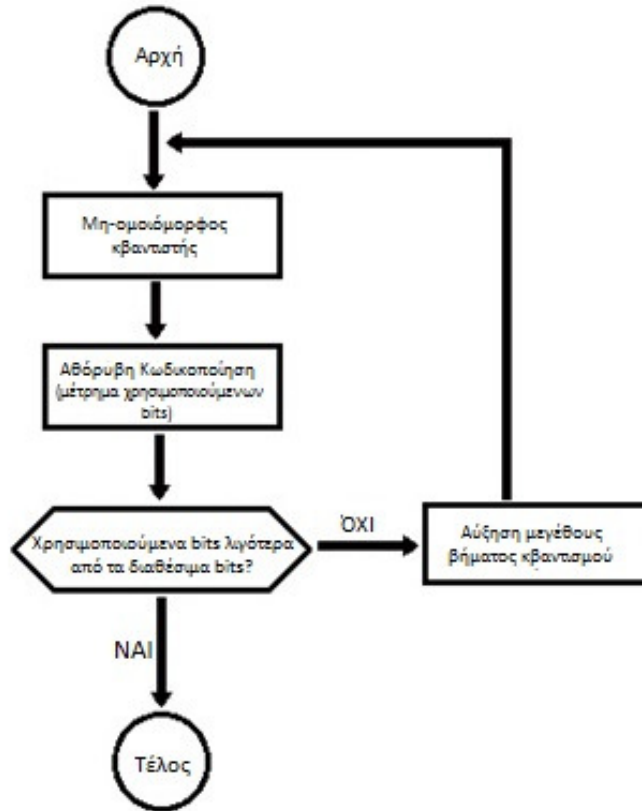 Αρχή
Μη-ομοιόμορφος
κβαντιστής
Αθόρυβη Κωδικοποίηση
(μέτρημα χρησιμοποιούμενων
bits)
Χρησιμοποιούμενα bits λιγότερα
από τα διαθέσιμα bits?
ΌΧΙ
Αύξηση μεγέθους
βήματος κβαντισμού
ΝΑΙ
Τέλος